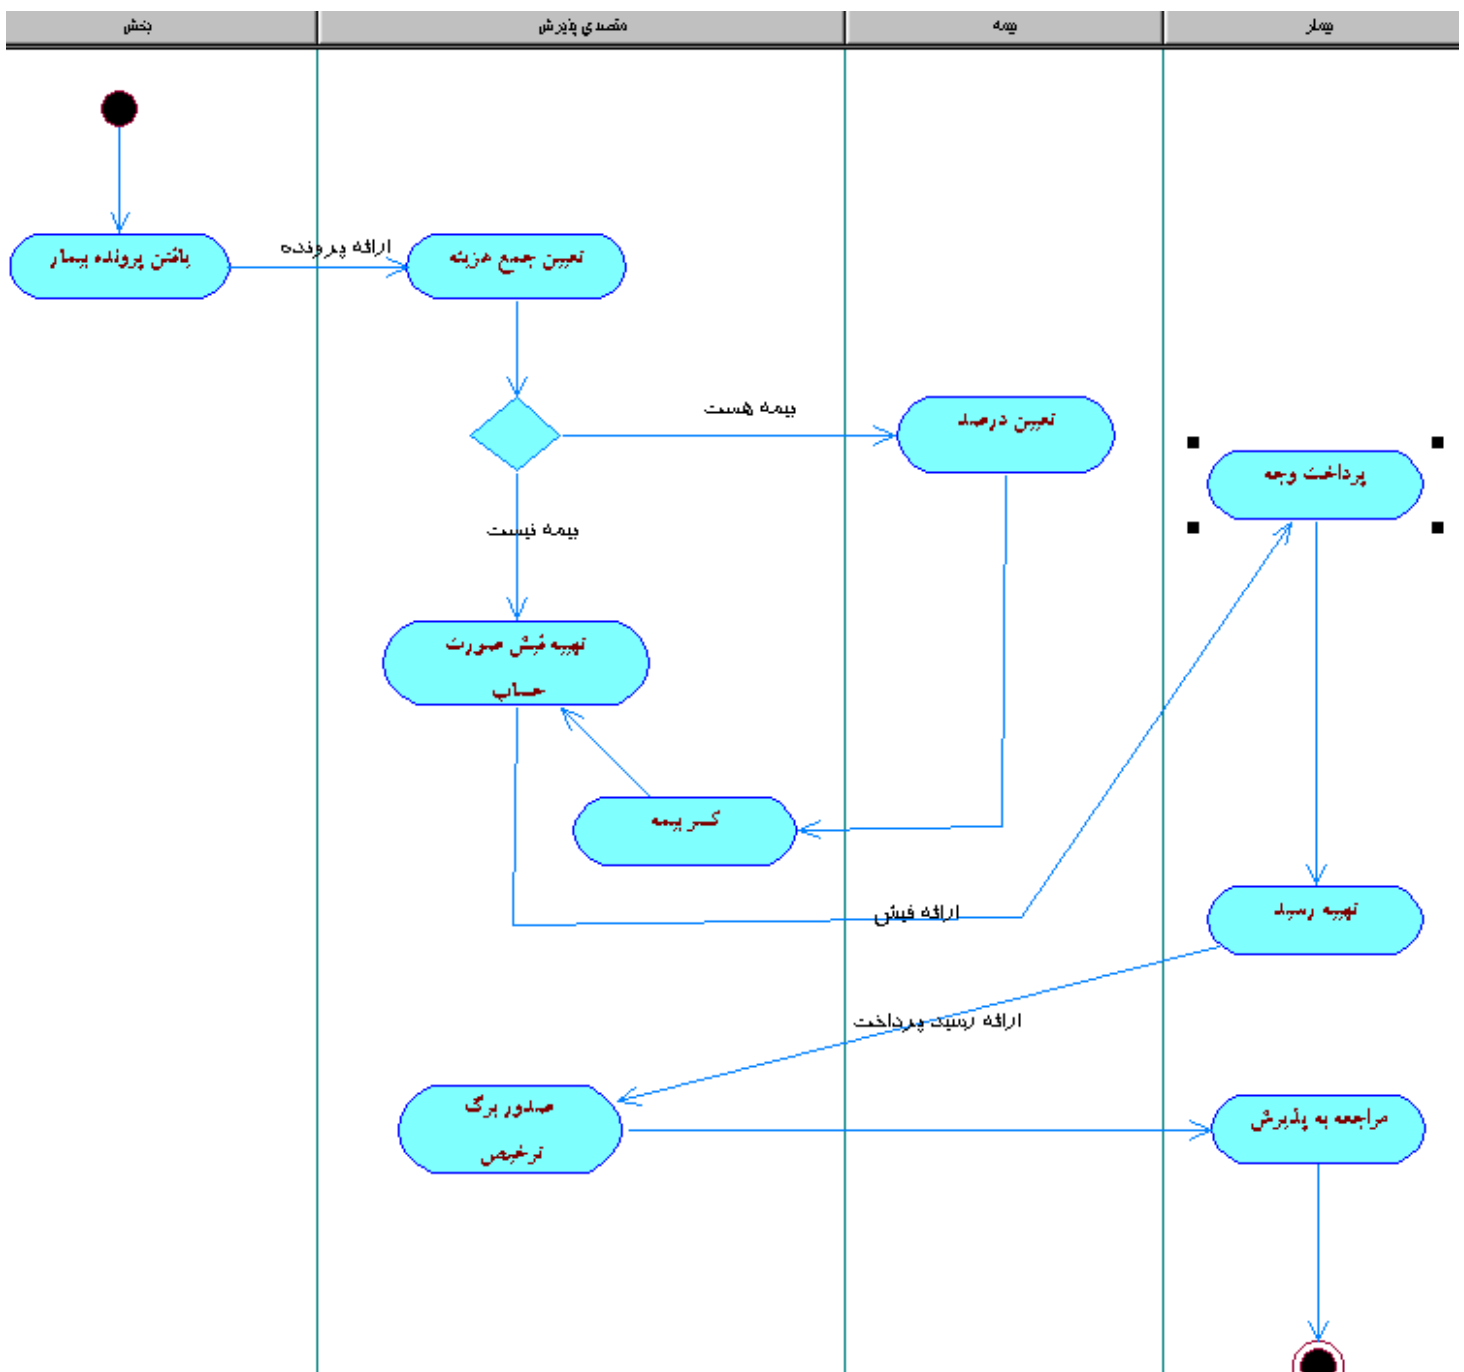 بخش
متصدي پذيرش
بيمه
بيمار
يافتن پرونده بيمار
ارائه پرونده
تعيين جمع هزينه
بيمه هست
تعيين درصد
پرداخت وجه
بيمه نيست
تهيه فيش صورت
حساب
كسر بيمه
ارائه فيش
تهيه رسيد
ارائه رسيد پرداخت
صدور برگ
ترخيص
مراجعه به پذيرش